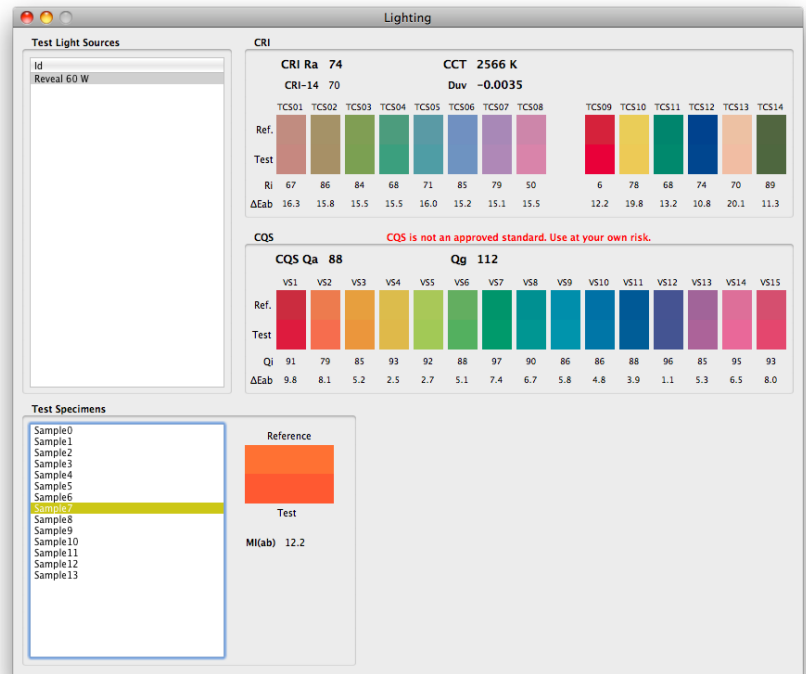 Lighting
Test Light Sources
Id
Reveal 60 W
CRI
CRI Ra 74 CCT 2566 K
CRI-14 70 Duv -0.0035
TCS01 TCS02 TCS03 TCS04 TCS05 TCS06 TCS07 TCS08 TCS09 TCS10 TCS11 TCS12 TCS13 TCS14
Ref.
Test
Ri 67 86 84 68 71 85 79 50 6 78 68 74 70 89
ΔEab 16.3 15.8 15.5 15.5 16.0 15.2 15.1 15.5 12.2 19.8 13.2 10.8 20.1 11.3
CQS CQS is not an approved standard. Use at your own risk.
CQS Qa 88 Qg 112
VS1 VS2 VS3 VS4 VS5 VS6 VS7 VS8 VS9 VS10 VS11 VS12 VS13 VS14 VS15
Ref.
Test
Qi 91 79 85 93 92 88 97 90 86 86 88 96 85 95 93
ΔEab 9.8 8.1 5.2 2.5 2.7 5.1 7.4 6.7 5.8 4.8 3.9 1.1 5.3 6.5 8.0
Test Specimens
Sample0
Sample1
Sample2
Sample3
Sample4
Sample5
Sample6
Sample7
Sample8
Sample9
Sample10
Sample11
Sample12
Sample13
Reference
Test
MI(ab) 12.2